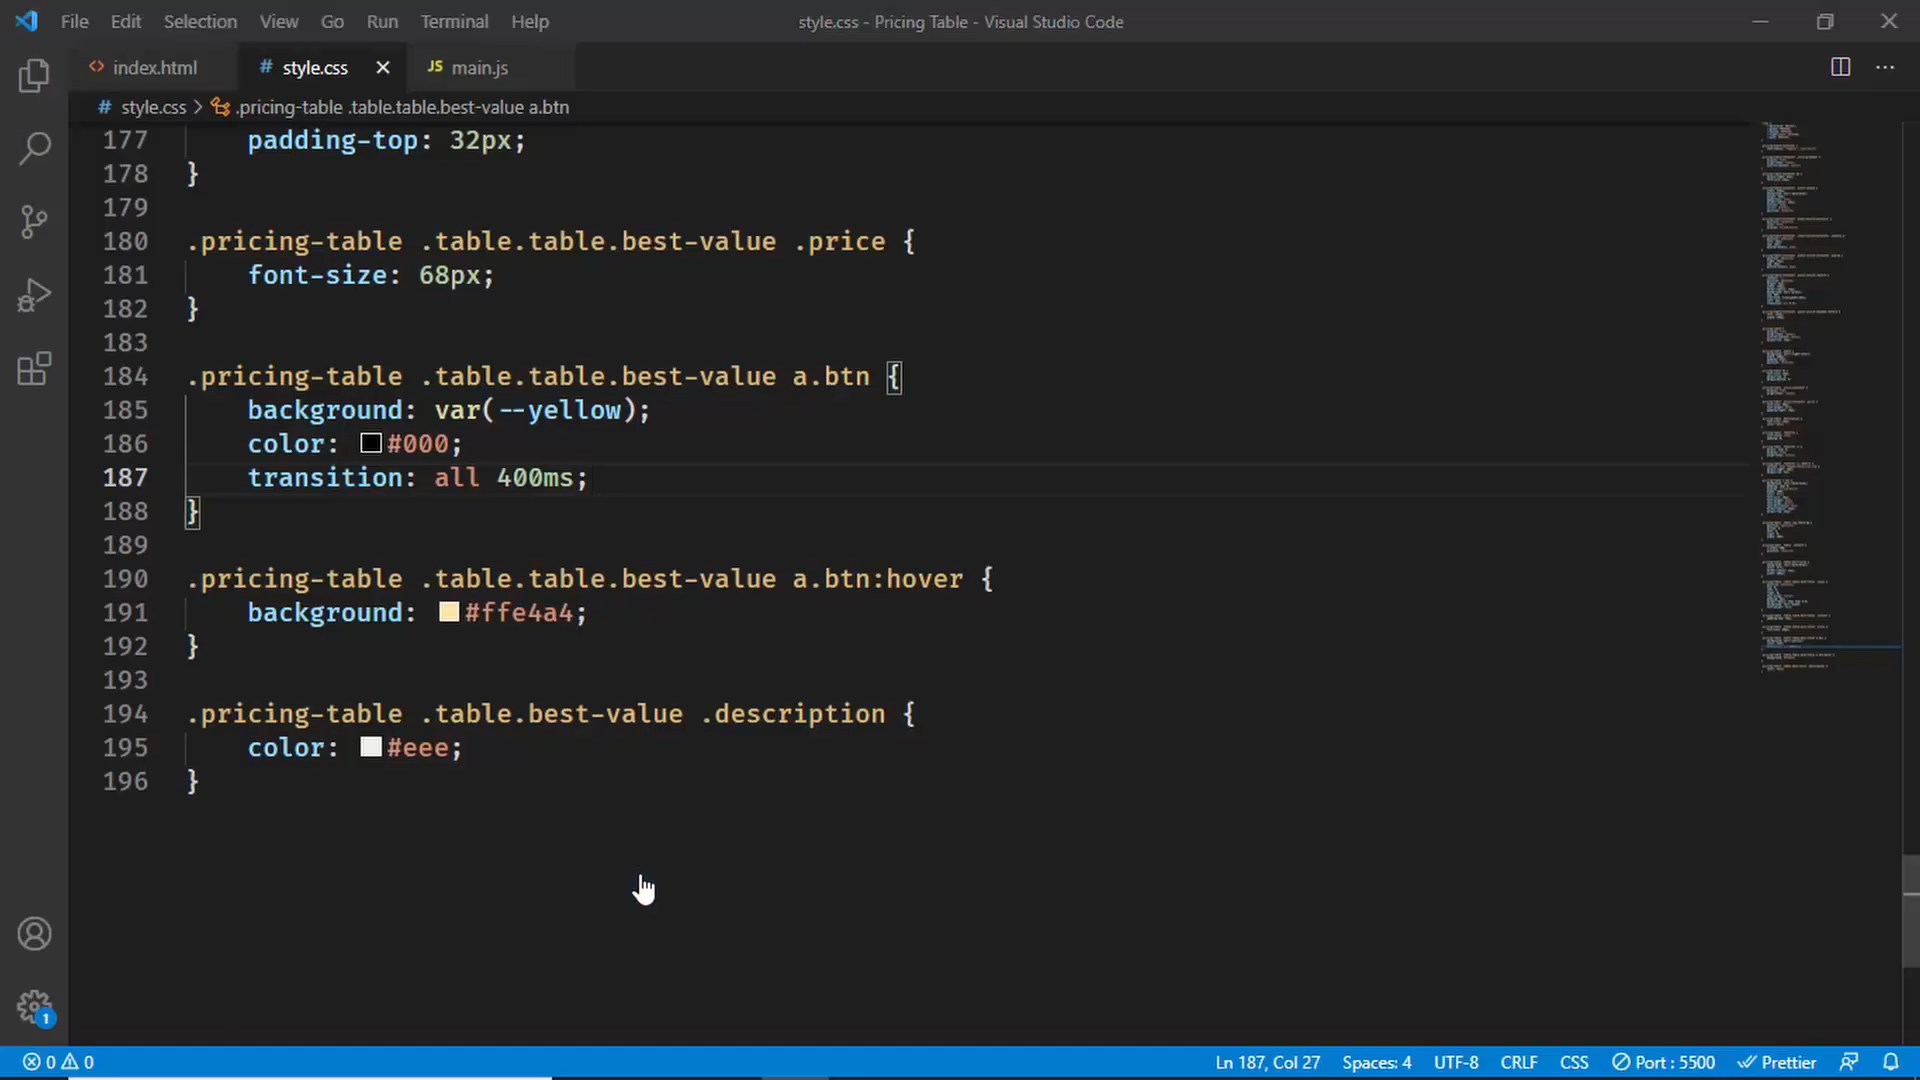 File Edit Selection View Go Run Terminal Help style.css - Pricing Table - Visual Studio Code
<> index.html # style.css JS main.js
# style.css > .pricing-table .table.table.best-value a.btn
177 padding-top: 32px;
178 }
179
180 .pricing-table .table.table.best-value .price {
181 font-size: 68px;
182 }
183
184 .pricing-table .table.table.best-value a.btn {
185 background: var(--yellow);
186 color: #000;
187 transition: all 400ms;
188 }
189
190 .pricing-table .table.table.best-value a.btn:hover {
191 background: #ffe4a4;
192 }
193
194 .pricing-table .table.best-value .description {
195 color: #eee;
196 }
1
0 0 Ln 187, Col 27 Spaces: 4 UTF-8 CRLF CSS Port : 5500 Prettier